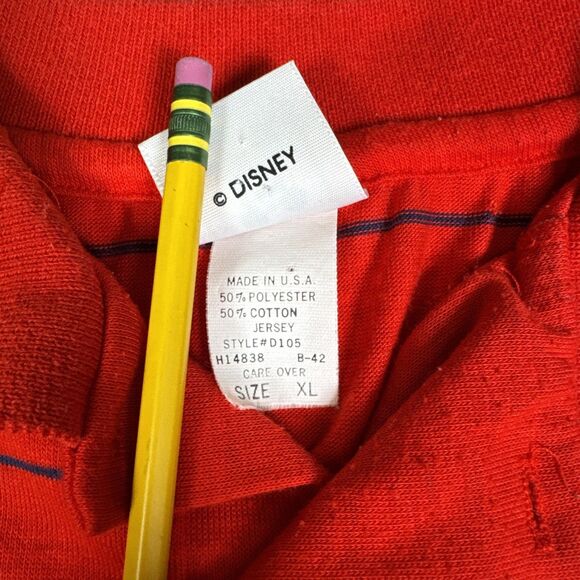 © DISNEY
MADE IN U.S.A.
50% POLYESTER
50% COTTON
JERSEY
STYLE#D105
H14838 B-42
CARE OVER
SIZE XL